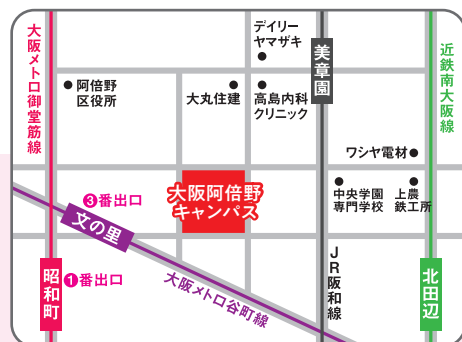 デイリー
ヤマザキ
大阪メトロ御堂筋線
美章園
近鉄南大阪線
阿倍野
区役所
大丸住建
高島内科
クリニック
ワシヤ電材
大阪阿倍野
キャンパス
中央学園
専門学校
上農
鉄工所
❸番出口
文の里
昭和町
❶番出口
大阪メトロ谷町線
JR阪和線
北田辺